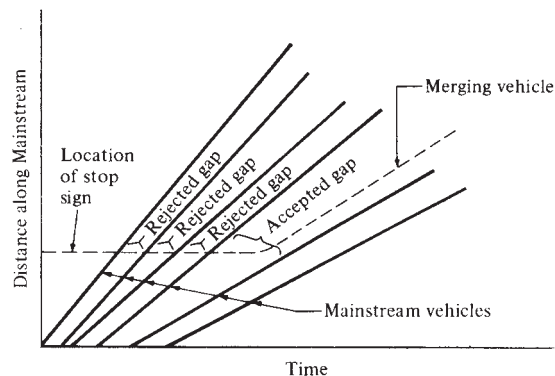 Distance along Mainstream
Location
of stop
sign
Rejected gap
Rejected gap
Rejected gap
Accepted gap
Merging vehicle
Mainstream vehicles
Time